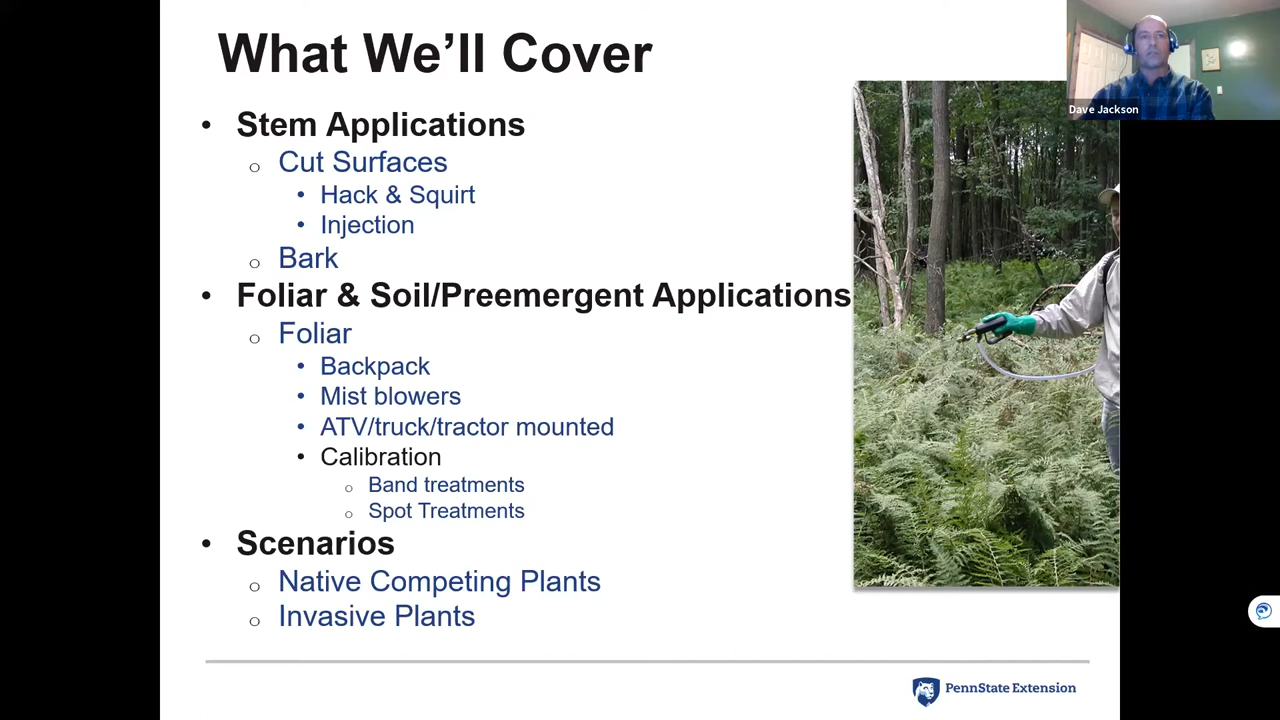 What We’ll Cover
Dave Jackson
• Stem Applications
o Cut Surfaces
• Hack & Squirt
• Injection
o Bark
• Foliar & Soil/Preemergent Applications
o Foliar
• Backpack
• Mist blowers
• ATV/truck/tractor mounted
• Calibration
o Band treatments
o Spot Treatments
• Scenarios
o Native Competing Plants
o Invasive Plants
PennState Extension